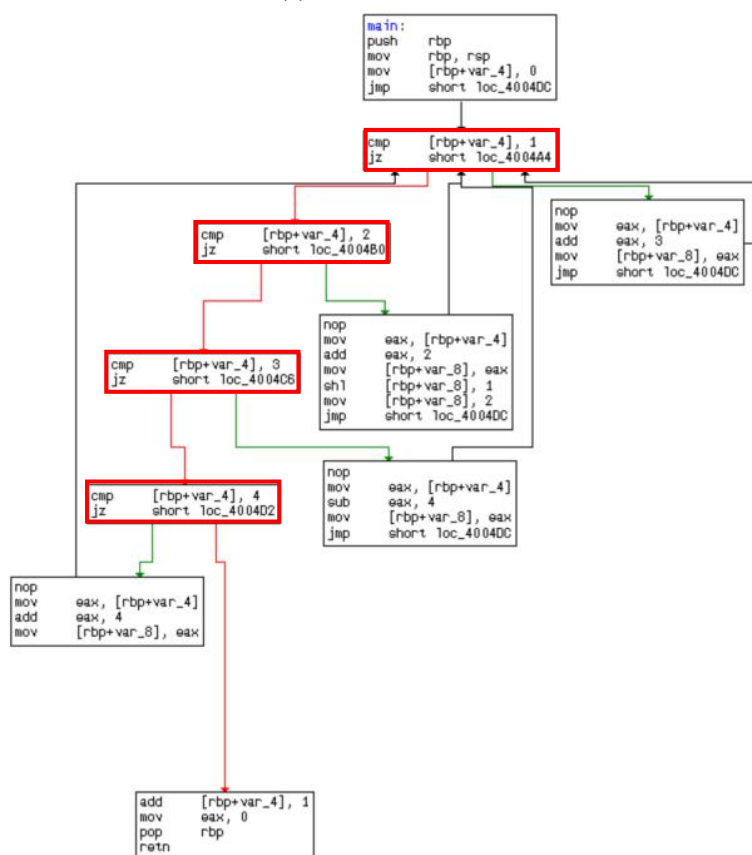 main:
push rbp
mov rbp, rsp
mov [rbp+var_4], 0
jmp short loc_4004DC
cmp [rbp+var_4], 1
jz short loc_4004A4
cmp [rbp+var_4], 2
jz short loc_4004B0
nop
mov eax, [rbp+var_4]
add eax, 3
mov [rbp+var_8], eax
jmp short loc_4004DC
cmp [rbp+var_4], 3
jz short loc_4004C6
nop
mov eax, [rbp+var_4]
add eax, 2
mov [rbp+var_8], eax
shl [rbp+var_8], 1
mov [rbp+var_8], 2
jmp short loc_4004DC
cmp [rbp+var_4], 4
jz short loc_4004D2
nop
mov eax, [rbp+var_4]
sub eax, 4
mov [rbp+var_8], eax
jmp short loc_4004DC
nop
mov eax, [rbp+var_4]
add eax, 4
mov [rbp+var_8], eax
add [rbp+var_4], 1
mov eax, 0
pop rbp
retn